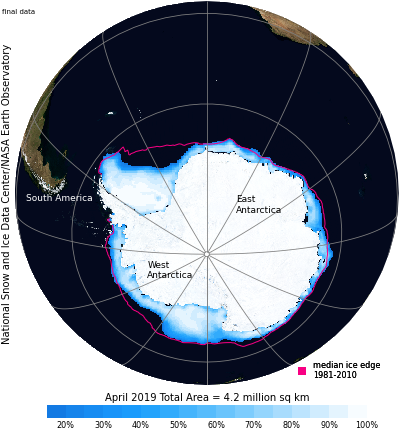 final data
National Snow and Ice Data Center/NASA Earth Observatory
South America
East
Antarctica
West
Antarctica
median ice edge
1981-2010
April 2019 Total Area = 4.2 million sq km
20% 30% 40% 50% 60% 70% 80% 90% 100%